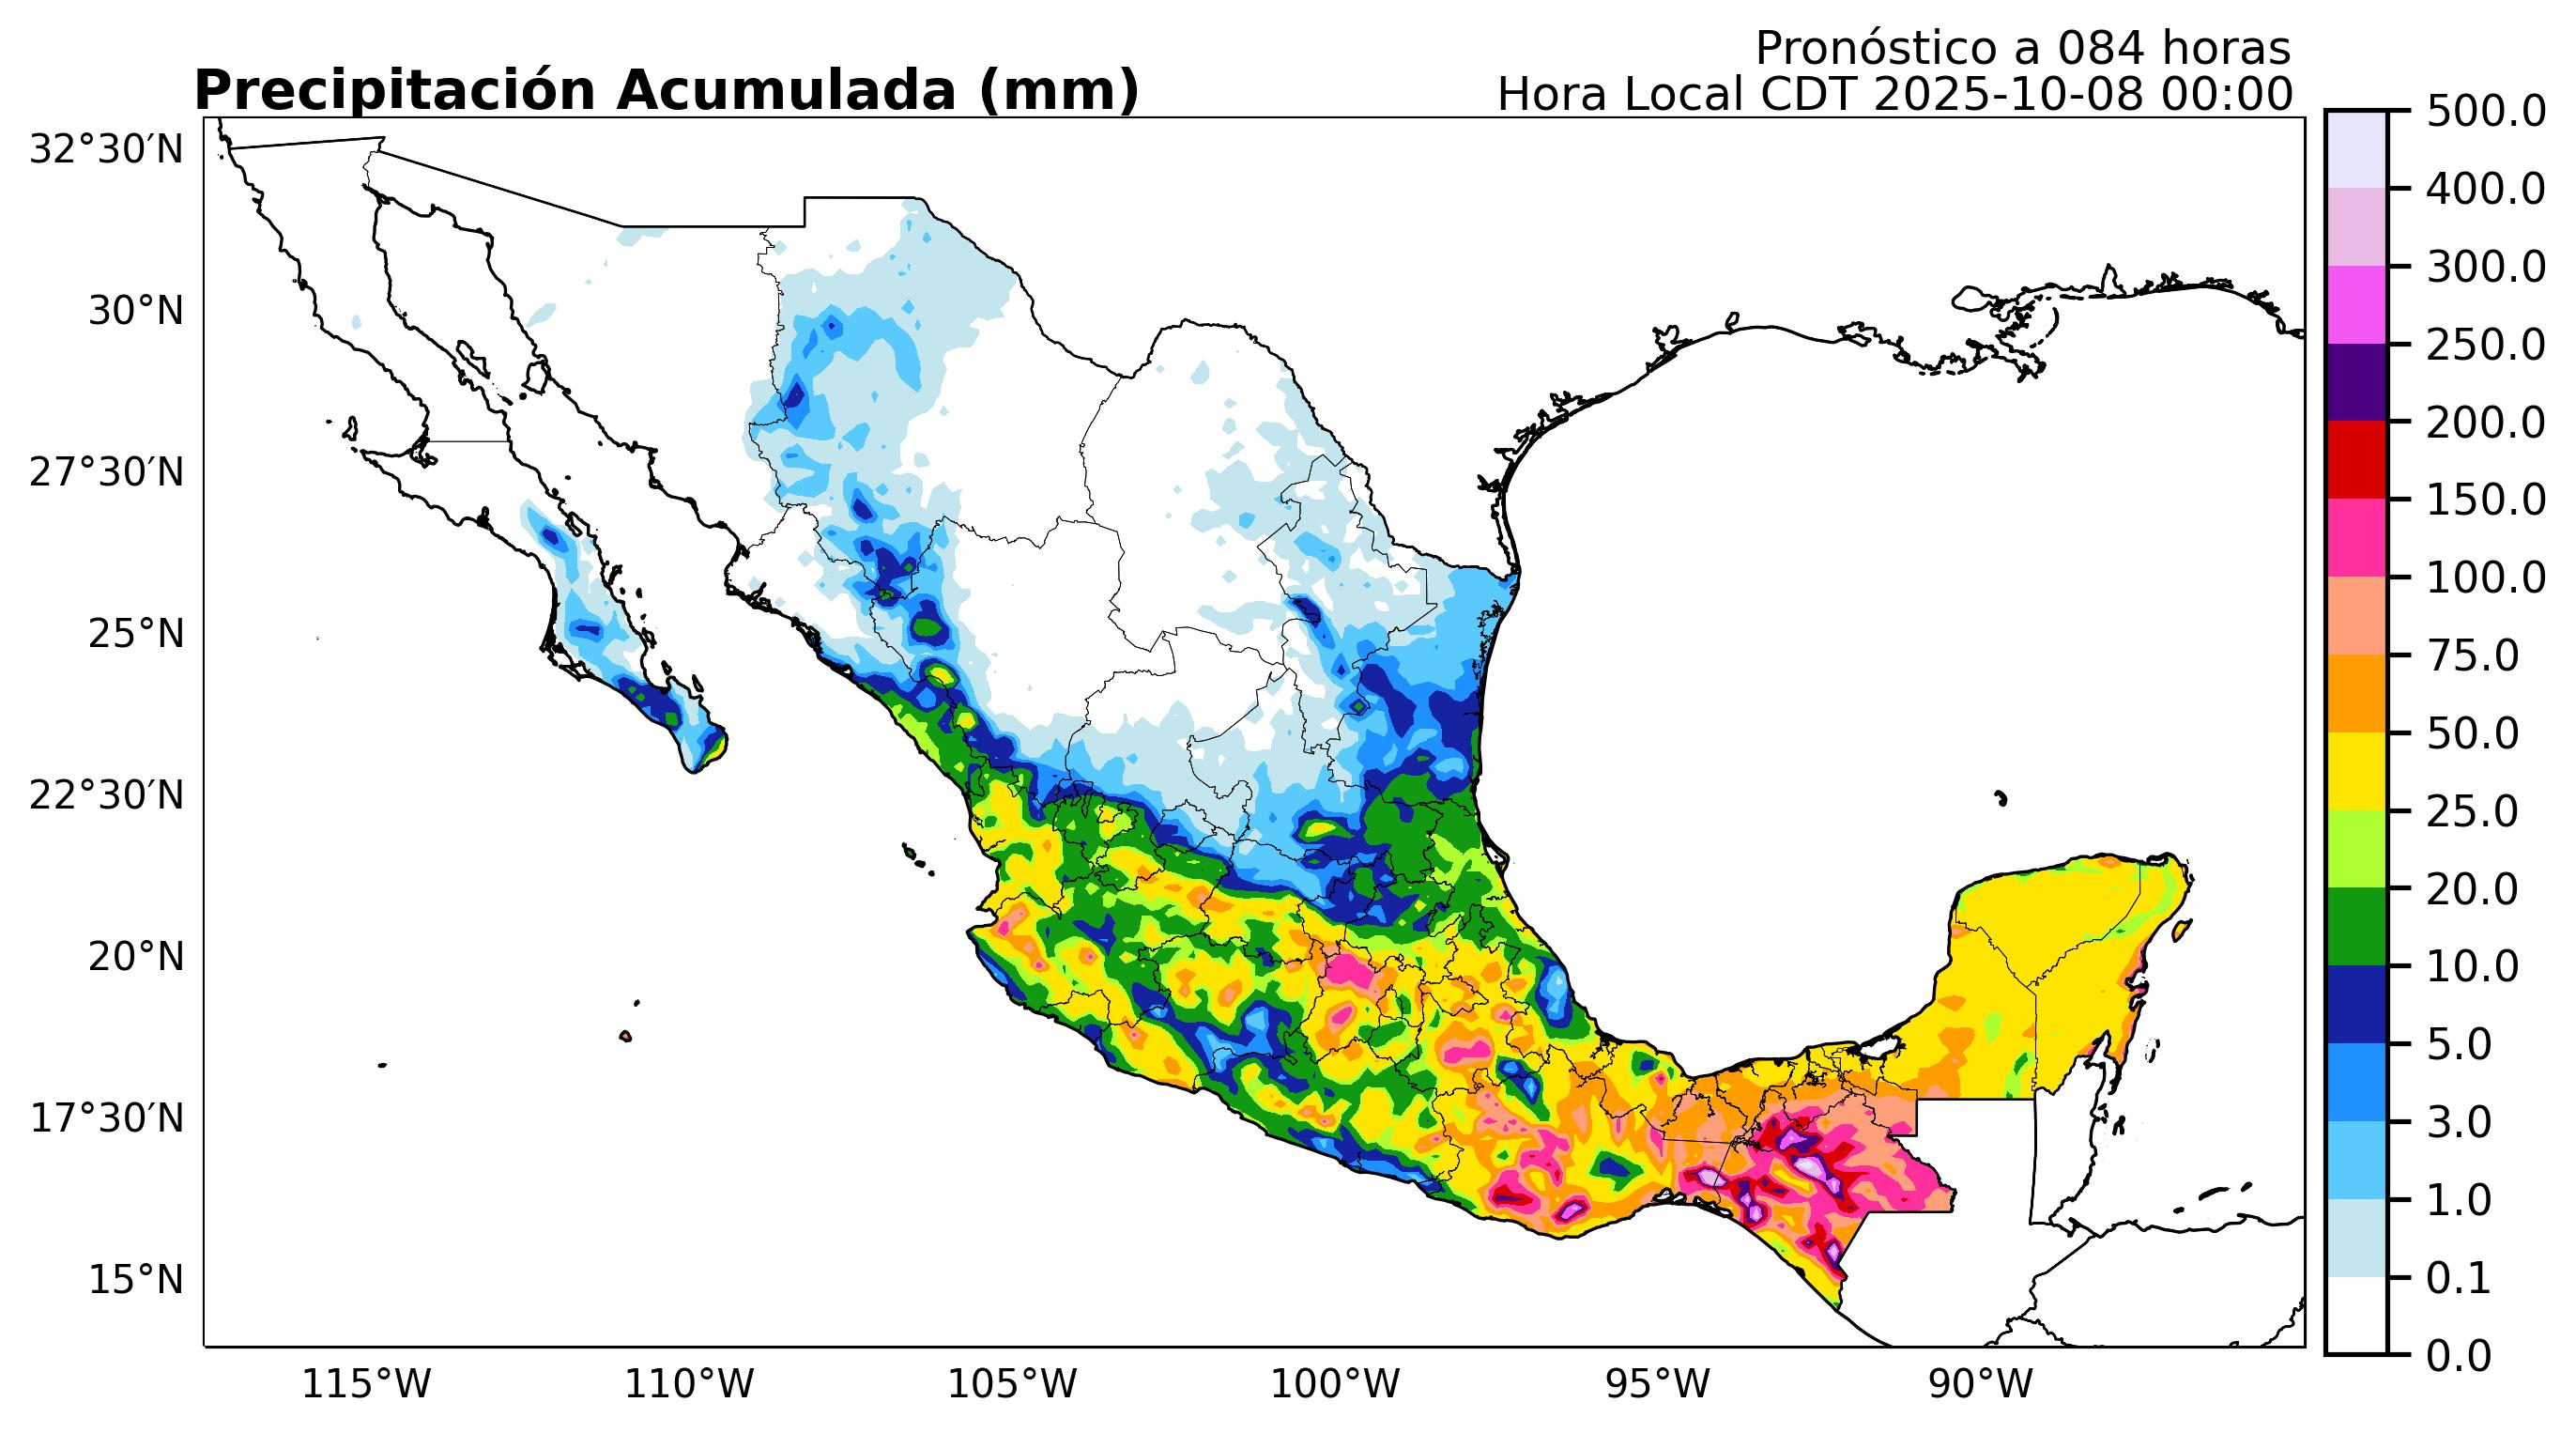 Pronóstico a 084 horas
Precipitación Acumulada (mm)
Hora Local CDT 2025-10-08 00:00
32°30′N
30°N
27°30′N
25°N
22°30′N
20°N
17°30′N
15°N
115°W
110°W
105°W
100°W
95°W
90°W
500.0
400.0
300.0
250.0
200.0
150.0
100.0
75.0
50.0
25.0
20.0
10.0
5.0
3.0
1.0
0.1
0.0